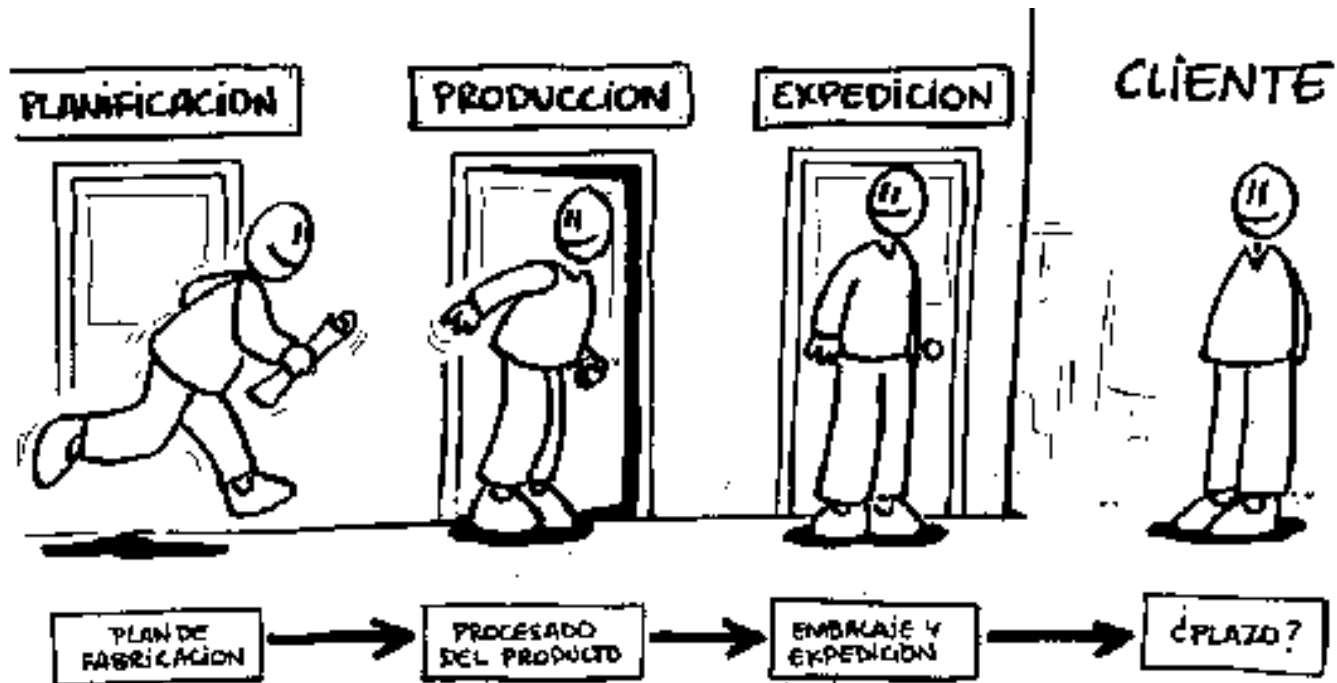 PLANIFICACION
PRODUCCION
EXPEDICION
CLIENTE
PLAN DE
FABRICACION
PROCESADO
DEL PRODUCTO
EMBALAJE Y
EXPEDICION
¿PLAZO?